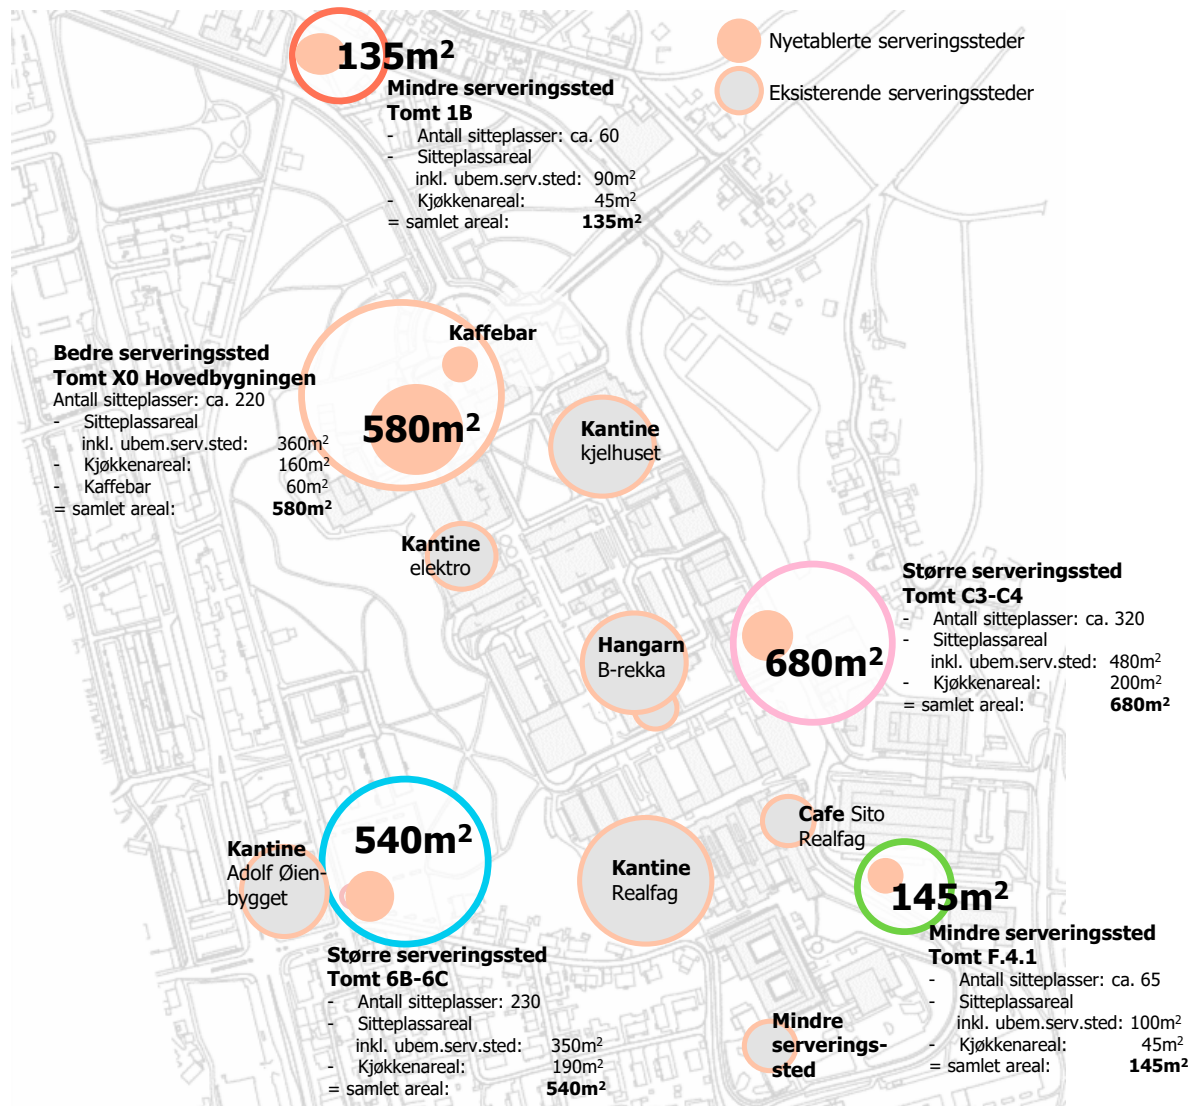 135m²
Mindre serveringssted
Tomt 1B
- Antall sitteplasser: ca. 60
- Sitteplassareal
inkl. ubem.serv.sted: 90m²
- Kjøkkenareal: 45m²
= samlet areal: 135m²
Nyetablerte serveringssteder
Eksisterende serveringssteder
Kaffebar
580m²
Bedre serveringssted
Tomt X0 Hovedbygningen
Antall sitteplasser: ca. 220
- Sitteplassareal
inkl. ubem.serv.sted: 360m²
- Kjøkkenareal: 160m²
- Kaffebar 60m²
= samlet areal: 580m²
Kantine
kjelhuset
Kantine
elektro
Hangarn
B-rekka
680m²
Større serveringssted
Tomt C3-C4
- Antall sitteplasser: ca. 320
- Sitteplassareal
inkl. ubem.serv.sted: 480m²
- Kjøkkenareal: 200m²
= samlet areal: 680m²
540m²
Kantine
Adolf Øien-
bygget
Større serveringssted
Tomt 6B-6C
- Antall sitteplasser: 230
- Sitteplassareal
inkl. ubem.serv.sted: 350m²
- Kjøkkenareal: 190m²
= samlet areal: 540m²
Kantine
Realfag
Cafe Sito
Realfag
145m²
Mindre serveringssted
Tomt F.4.1
- Antall sitteplasser: ca. 65
- Sitteplassareal
inkl. ubem.serv.sted: 100m²
- Kjøkkenareal: 45m²
= samlet areal: 145m²
Mindre
serverings-
sted